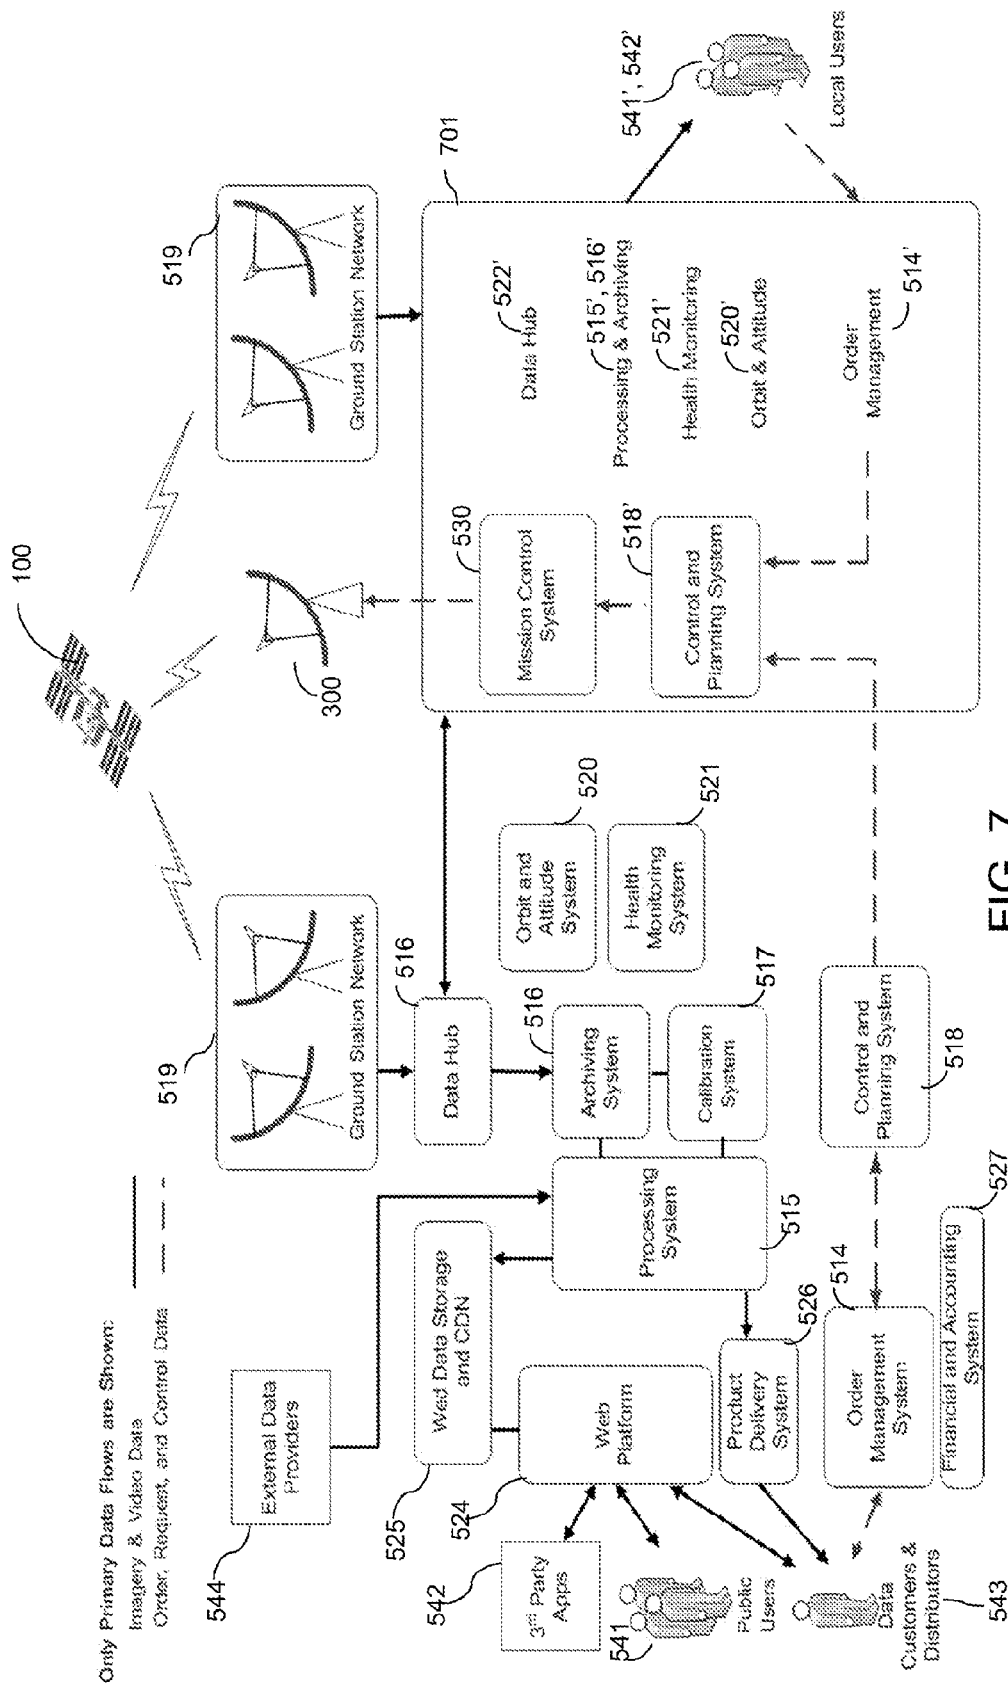 Only Primary Data Flows are Shown:
Imagery & Video Data
Order, Request, and Control Data
100
519
Ground Station Network
519
Ground Station Network
300
544
External Data
Providers
525
Wed Data Storage
and CDN
516
Data Hub
701
530
Mission Control
System
522'
Data Hub
541', 542'
Local Users
542
3rd Party
Apps
524
Web
Platform
Processing
System
515
516
Archiving
System
Calibration
System
517
Orbit and
Attitude
System
520
Health
Monitoring
System
521
515', 516'
Processing & Archiving
521'
Health Monitoring
520'
Orbit & Attitude
518'
Control and
Planning System
Order
Management
514'
541
Public
Users
Product
Delivery
System
526
Data
Customers &
Distributors
543
514
Order
Management
System
Financial and Accounting
System
527
Control and
Planning System
518
FIG. 7